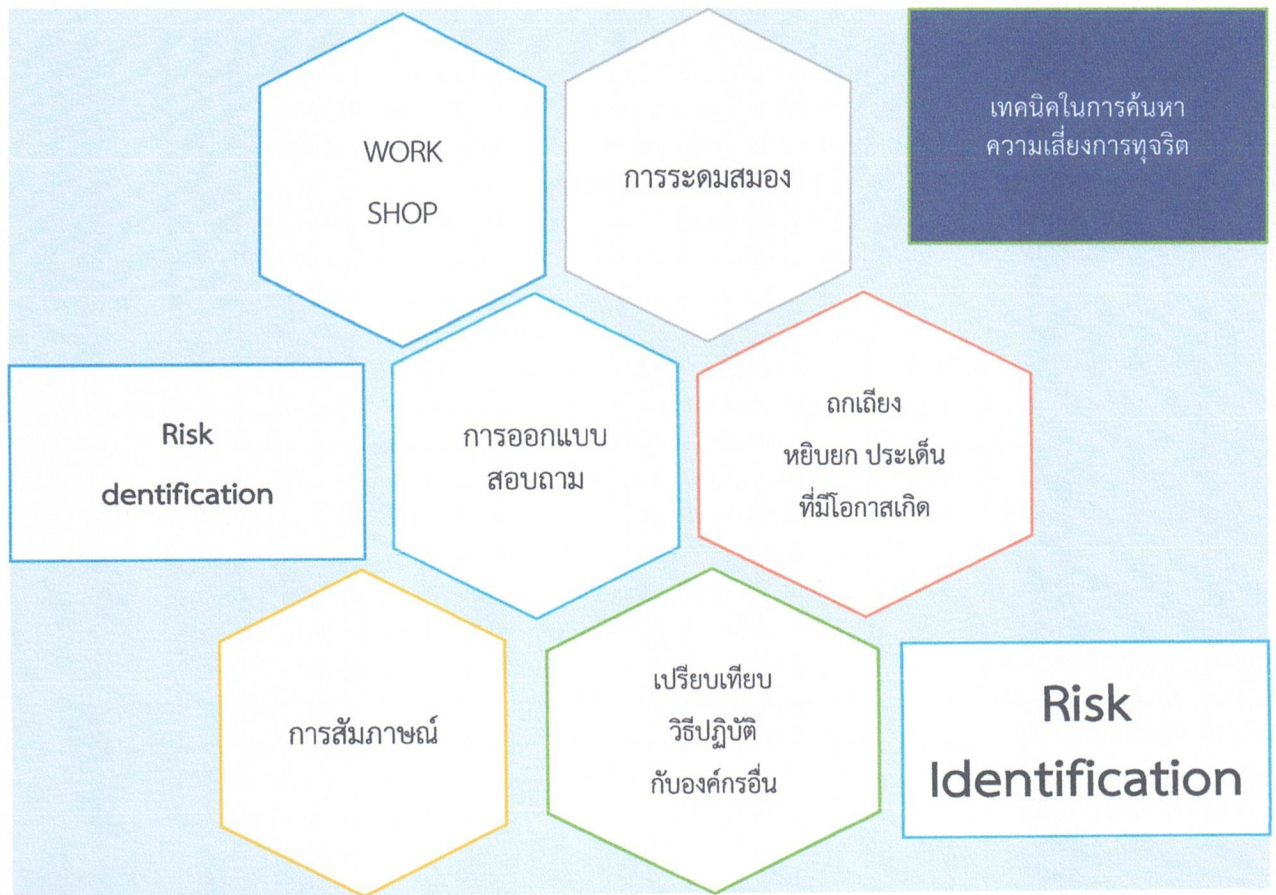 WORK
SHOP
การระดมสมอง
เทคนิคในการค้นหา
ความเสี่ยงการทุจริต
Risk
dentification
การออกแบบ
สอบถาม
ถกเถียง
หยิบยก ประเด็น
ที่มีโอกาสเกิด
การสัมภาษณ์
เปรียบเทียบ
วิธีปฏิบัติ
กับองค์กรอื่น
Risk
Identification